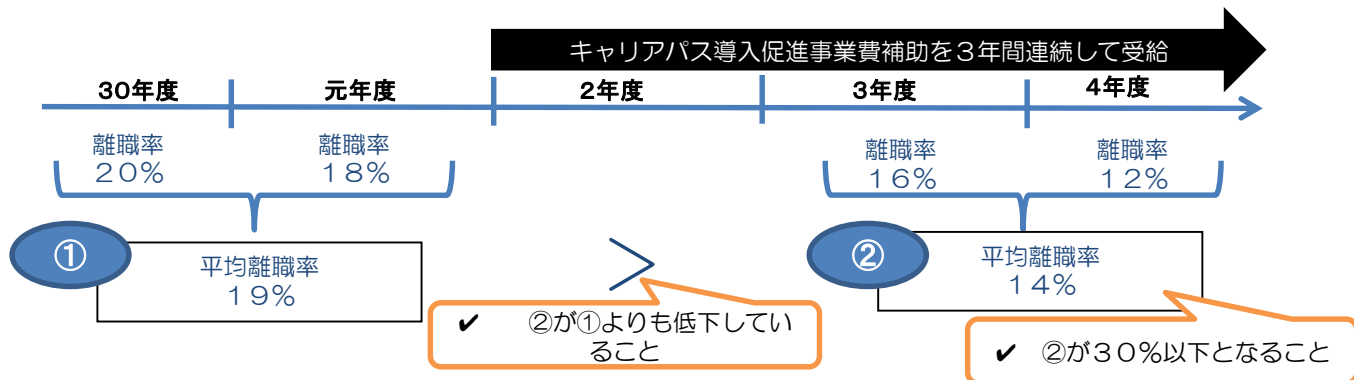 キャリアパス導入促進事業費補助を３年間連続して受給
30年度
元年度
2年度
3年度
4年度
離職率
２０%
離職率
１８%
離職率
１６%
離職率
１２%
①
平均離職率
１９%
＞
②
平均離職率
１４%
✔ ②が①よりも低下してい
ること
✔ ②が３０%以下となること